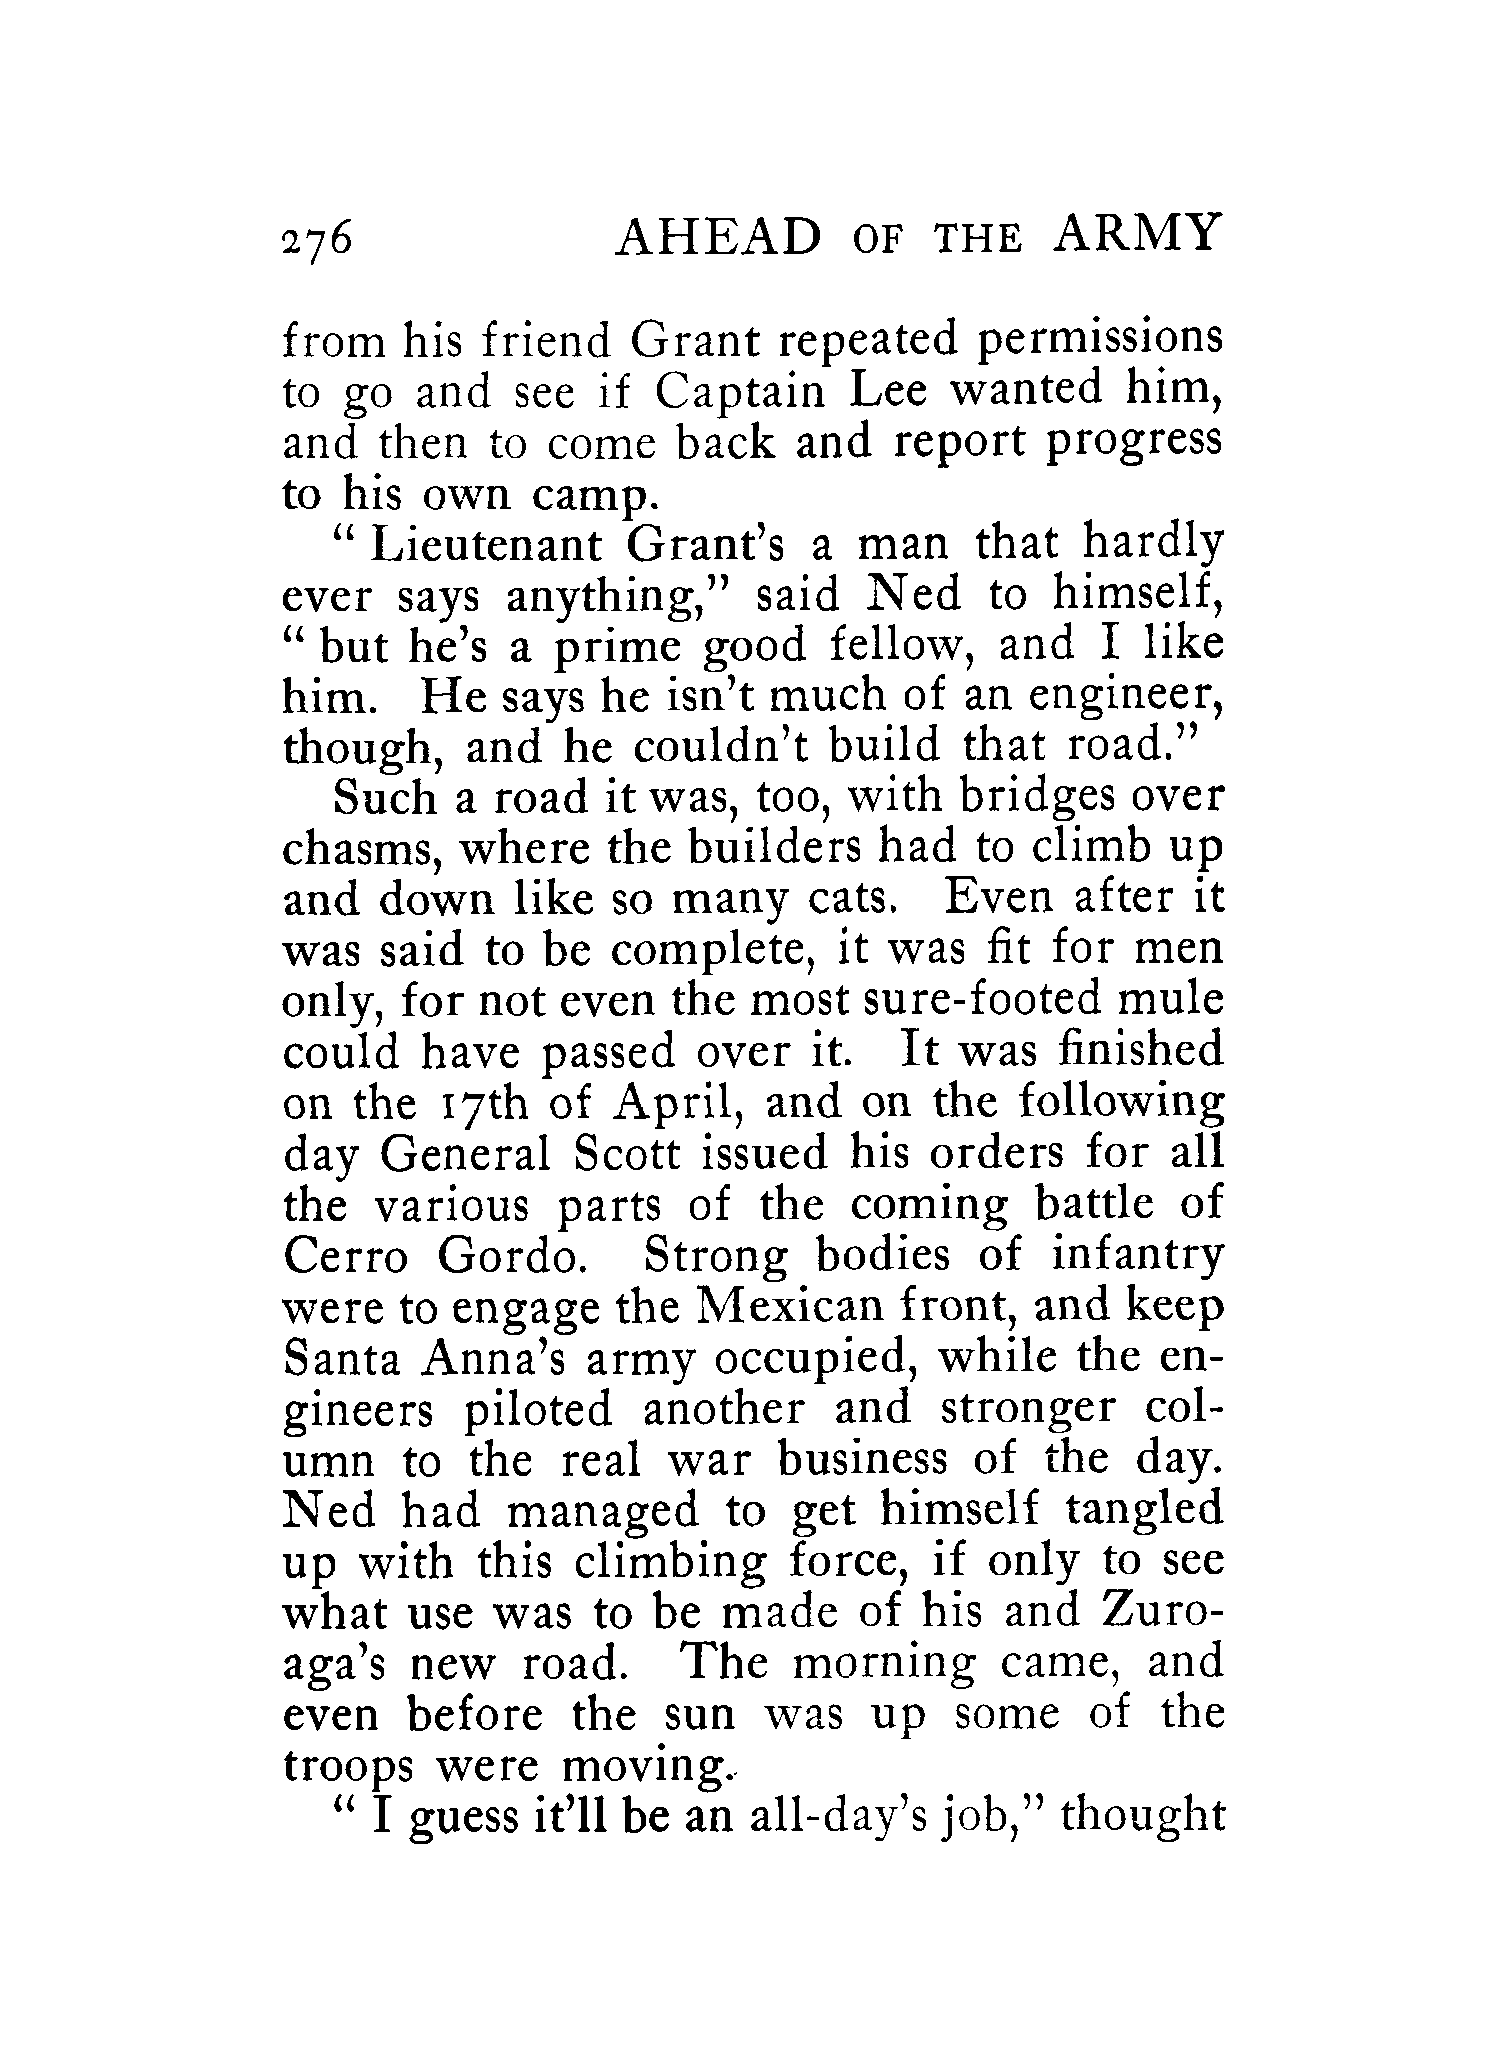 276 AHEAD OF THE ARMY
from his friend Grant repeated permissions
to go and see if Captain Lee wanted him,
and then to come back and report progress
to his own camp.
“ Lieutenant Grant’s a man that hardly
ever says anything,” said Ned to himself,
“ but he’s a prime good fellow, and I like
him. He says he isn’t much of an engineer,
though, and he couldn’t build that road.”
Such a road it was, too, with bridges over
chasms, where the builders had to climb up
and down like so many cats. Even after it
was said to be complete, it was fit for men
only, for not even the most sure-footed mule
could have passed over it. It was finished
on the 17th of April, and on the following
day General Scott issued his orders for all
the various parts of the coming battle of
Cerro Gordo. Strong bodies of infantry
were to engage the Mexican front, and keep
Santa Anna’s army occupied, while the en-
gineers piloted another and stronger col-
umn to the real war business of the day.
Ned had managed to get himself tangled
up with this climbing force, if only to see
what use was to be made of his and Zuro-
aga’s new road. The morning came, and
even before the sun was up some of the
troops were moving.
“ I guess it’ll be an all-day’s job,” thought